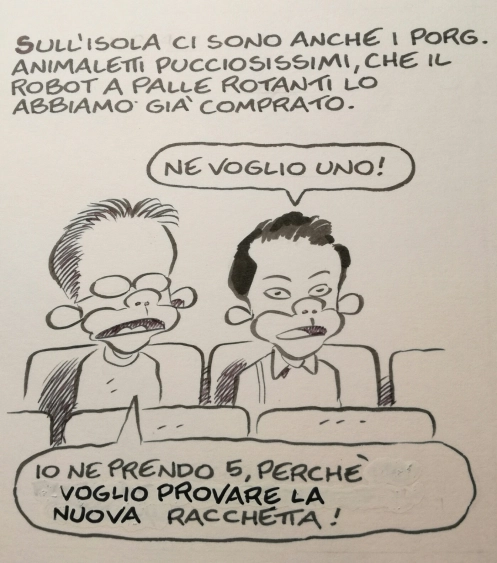 SULL'ISOLA CI SONO ANCHE I PORG.
ANIMALETTI PUCCIOSISSIMI, CHE IL
ROBOT A PALLE ROTANTI LO
ABBIAMO GIÀ COMPRATO.
NE VOGLIO UNO!
IO NE PRENDO 5, PERCHÈ
VOGLIO PROVARE LA
NUOVA RACCHETTA!